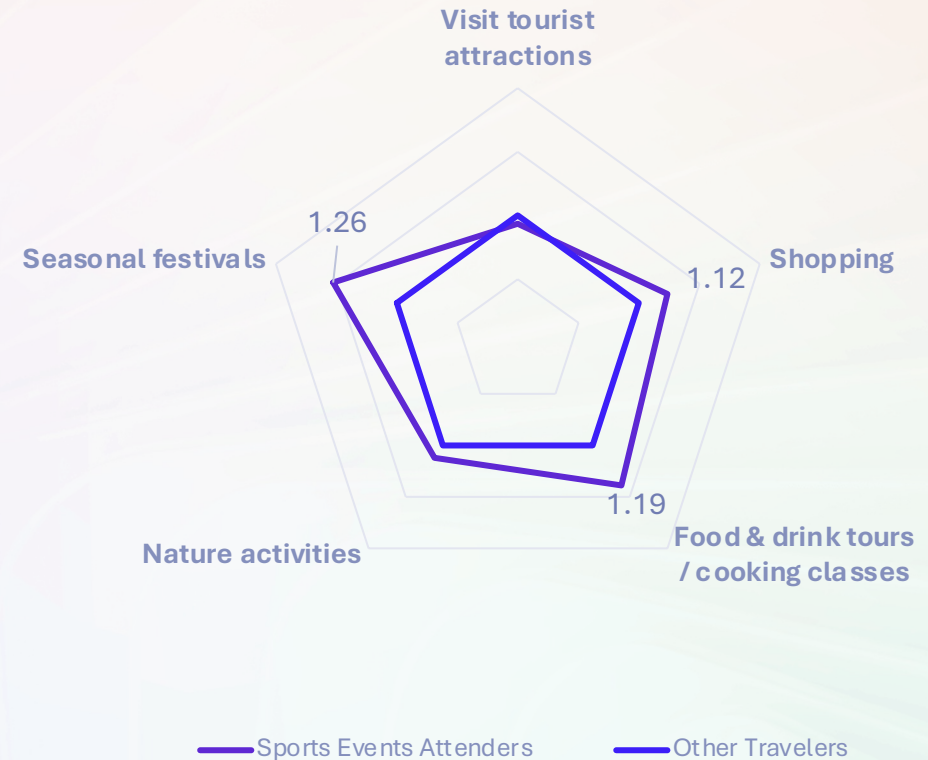 Visit tourist
attractions
1.26
Seasonal festivals
Shopping
1.12
1.19
Food & drink tours
/ cooking classes
Nature activities
Sports Events Attenders
Other Travelers